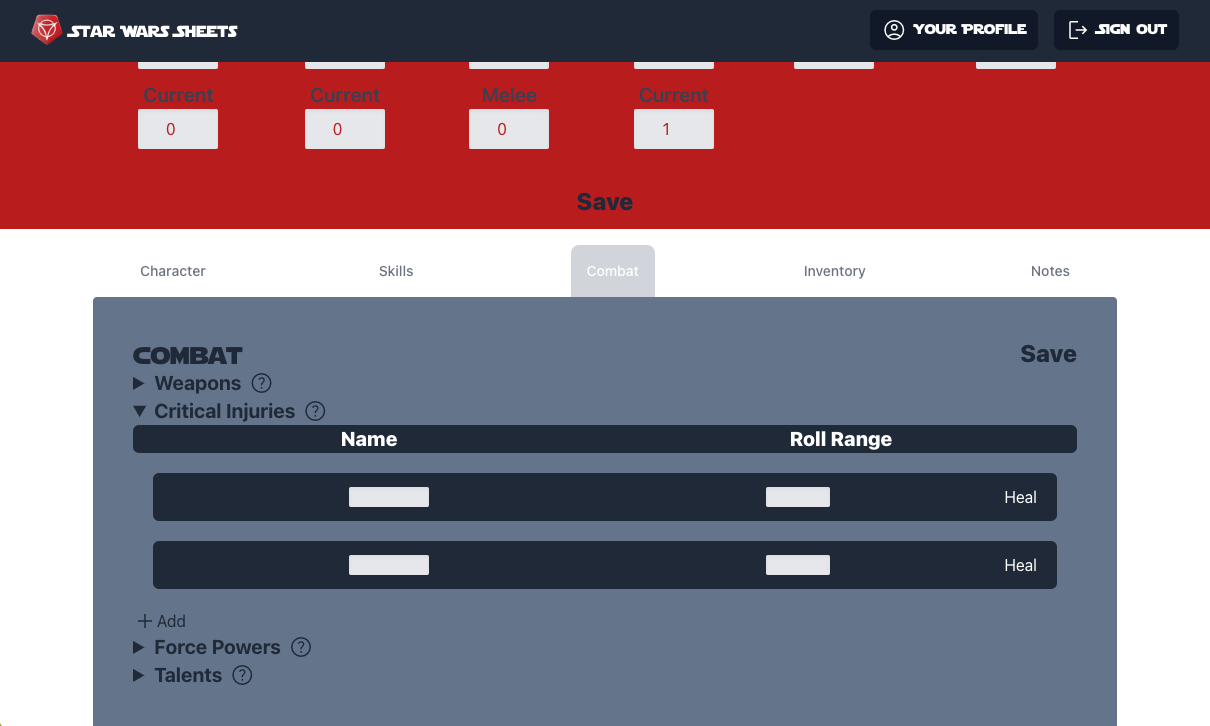 STAR WARS SHEETS
YOUR PROFILE
SIGN OUT
Current Current Melee Current
0 0 0 1
Save
Character Skills Combat Inventory Notes
COMBAT
Save
Weapons ?
Critical Injuries ?
Name Roll Range
Heal
Heal
+ Add
Force Powers ?
Talents ?